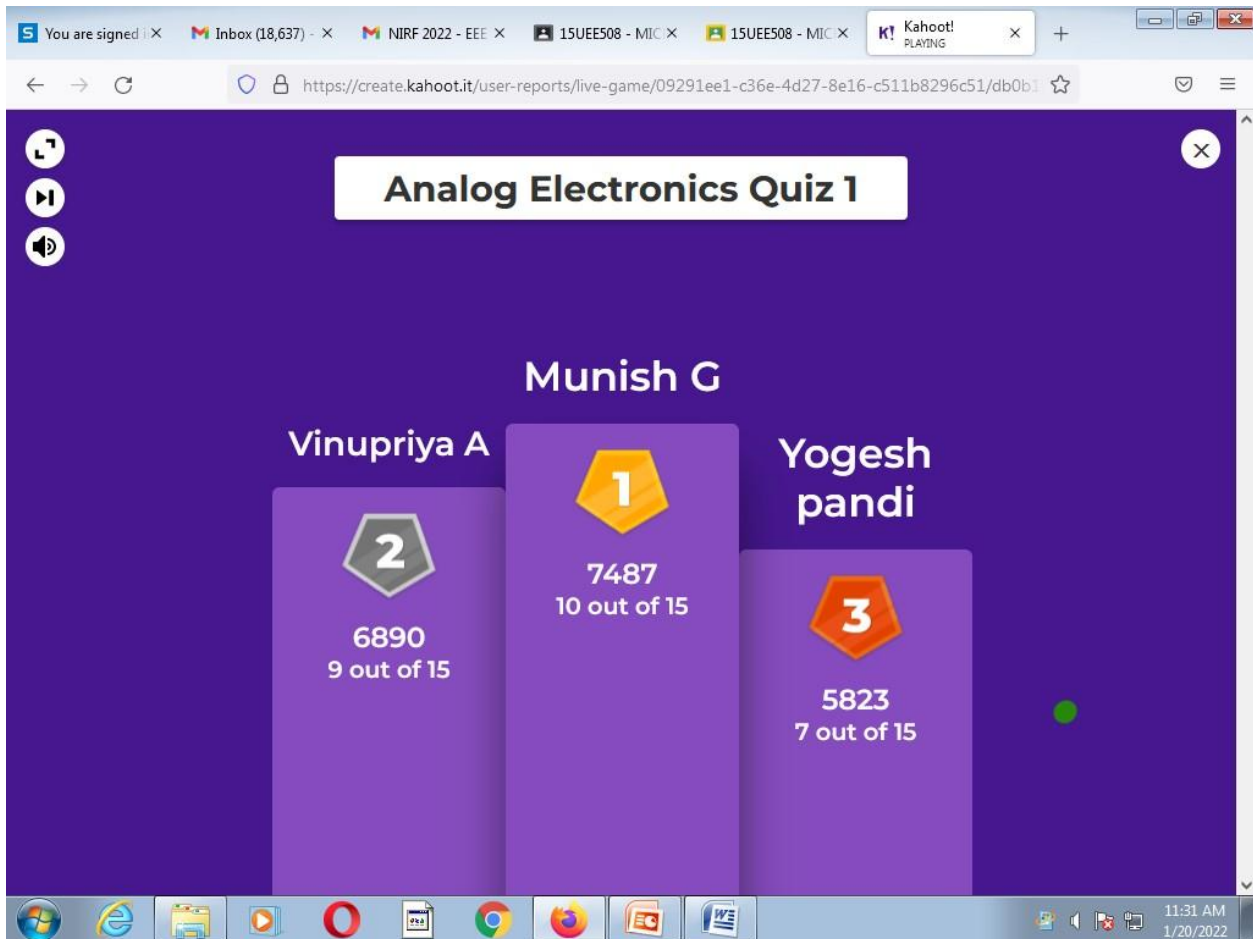 S You are signed i
Inbox (18,637) -
NIRF 2022 - EEE
15UEE508 - MIC
15UEE508 - MIC
K! Kahoot!
PLAYING
https://create.kahoot.it/user-reports/live-game/09291ee1-c36e-4d27-8e16-c511b8296c51/db0b1
Analog Electronics Quiz 1
Munish G
1
7487
10 out of 15
Vinupriya A
2
6890
9 out of 15
Yogesh
pandi
3
5823
7 out of 15
11:31 AM
1/20/2022